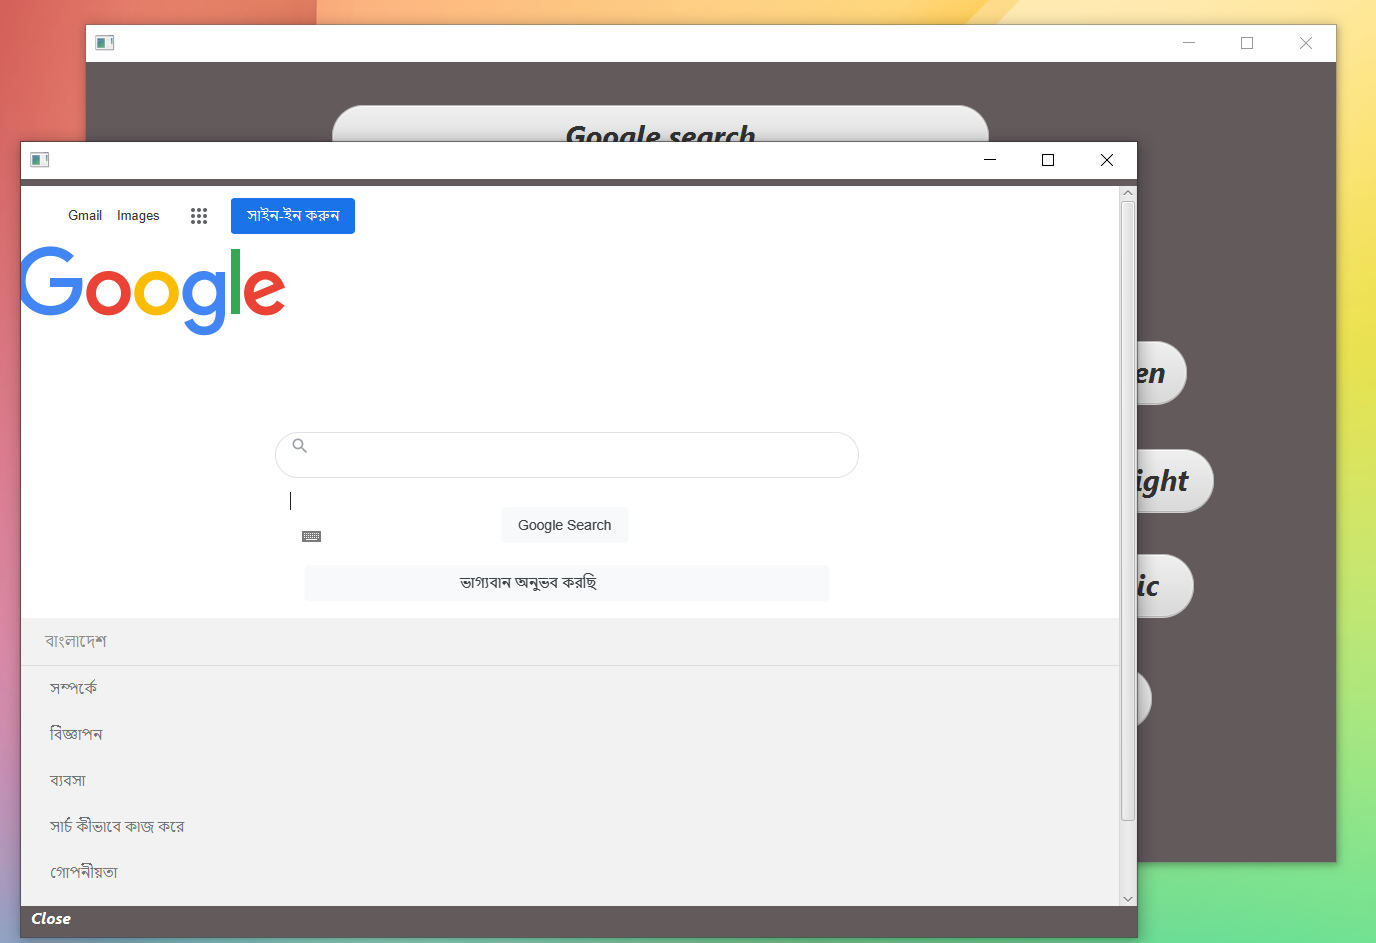 Google search
Gmail Images সাইন-ইন করুন
Google
en
ight
Google Search
ic
ভাগ্যবান অনুভব করছি
বাংলাদেশ
সম্পর্কে
বিজ্ঞাপন
ব্যবসা
সার্চ কীভাবে কাজ করে
গোপনীয়তা
Close